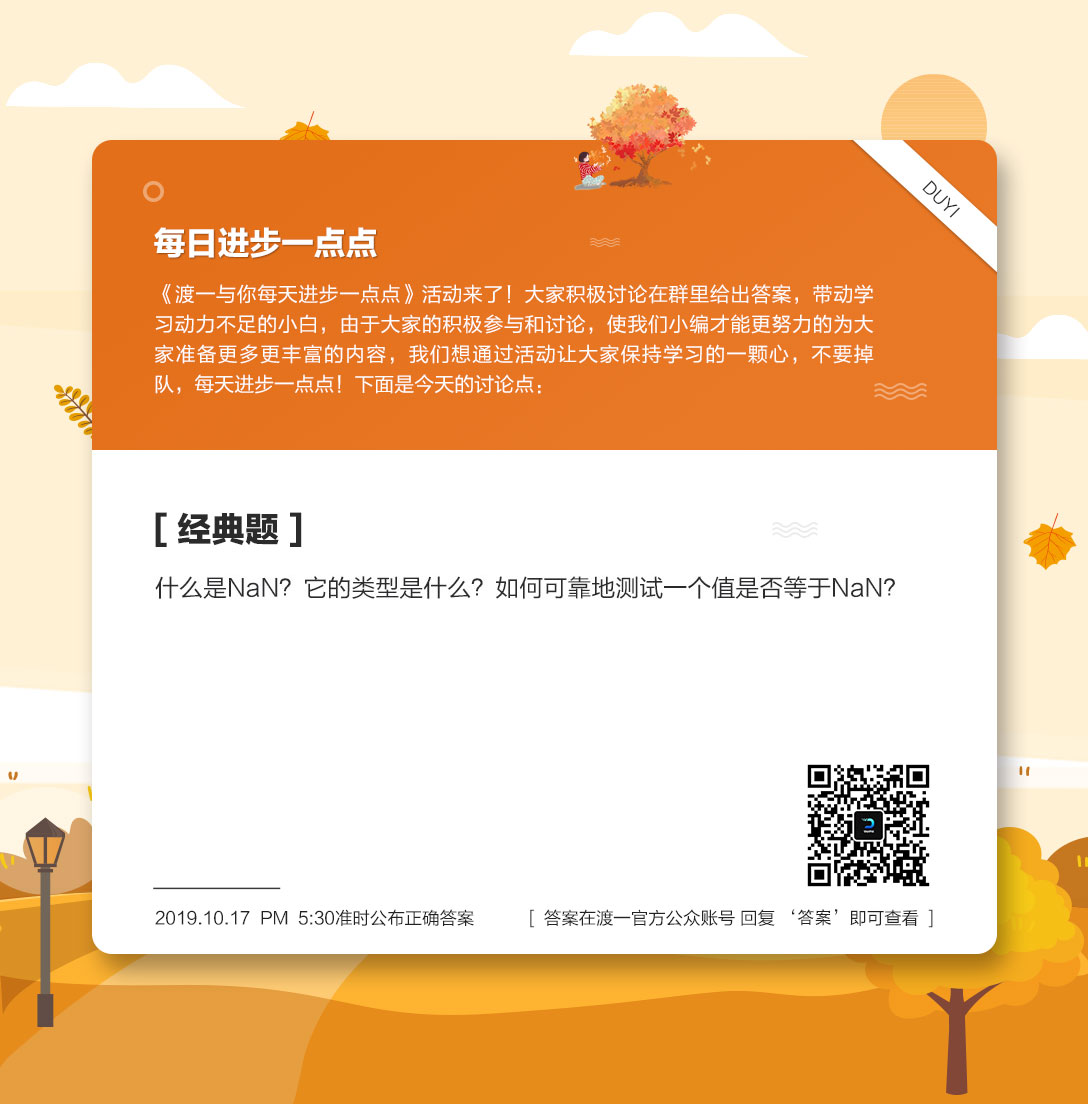 DUYI
每日进步一点点
《渡一与你每天进步一点点》活动来了！大家积极讨论在群里给出答案，带动学
习动力不足的小白，由于大家的积极参与和讨论，使我们小编才能更努力的为大
家准备更多更丰富的内容，我们想通过活动让大家保持学习的一颗心，不要掉
队，每天进步一点点！下面是今天的讨论点：
[ 经典题 ]
什么是NaN？它的类型是什么？如何可靠地测试一个值是否等于NaN？
2019.10.17 PM 5:30准时公布正确答案
[ 答案在渡一官方公众账号 回复 ‘答案’即可查看 ]